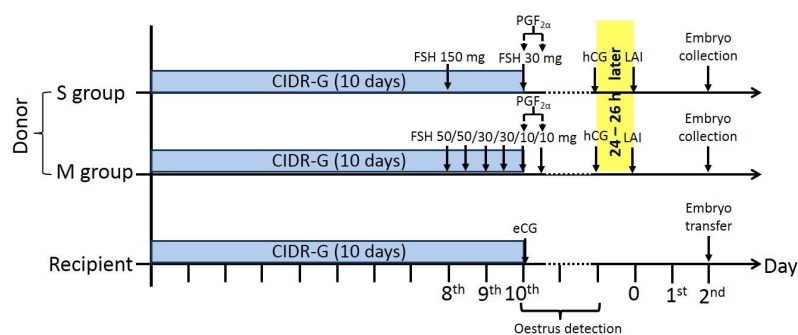 PGF2α
FSH 150 mg FSH 30 mg hCG LAI Embryo collection
CIDR-G (10 days)
S group
24 – 26 h later
Donor
PGF2α
FSH 50/50/30/30/10/10 mg hCG LAI Embryo collection
CIDR-G (10 days)
M group
eCG Embryo transfer
CIDR-G (10 days)
Recipient Day
8th 9th 10th 0 1st 2nd
Oestrus detection